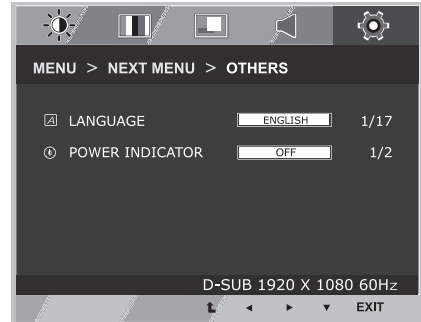 MENU > NEXT MENU > OTHERS
LANGUAGE ENGLISH 1/17
POWER INDICATOR OFF 1/2
D-SUB 1920 X 1080 60Hz
EXIT